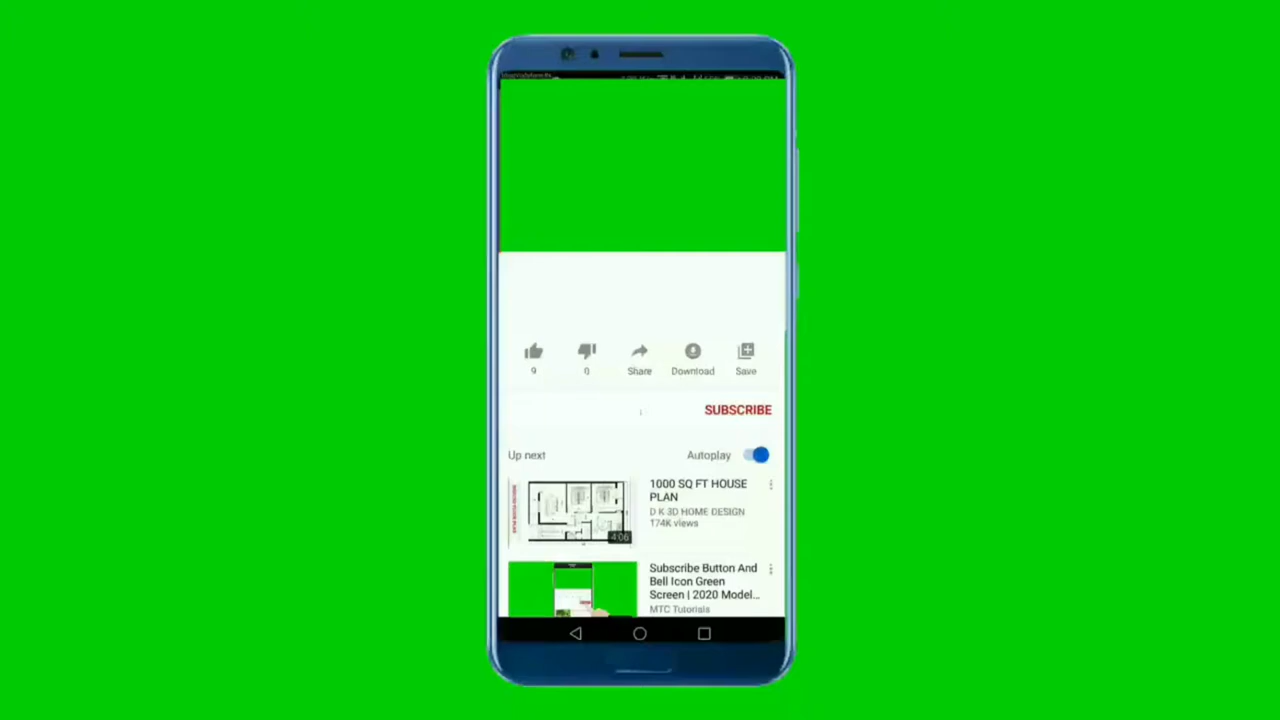 9
0
Share
Download
Save
SUBSCRIBE
Up next
Autoplay
1000 SQ FT HOUSE
PLAN
D K 3D HOME DESIGN
174K views
4:06
Subscribe Button And
Bell Icon Green
Screen | 2020 Model...
MTC Tutorials